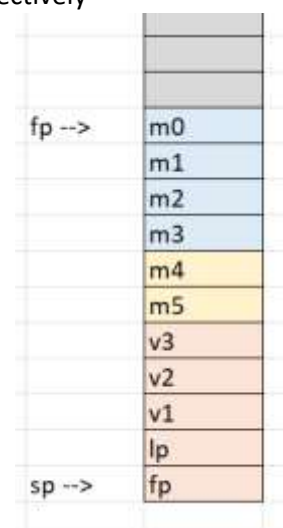 ectively
fp --> m0
m1
m2
m3
m4
m5
v3
v2
v1
lp
sp --> fp